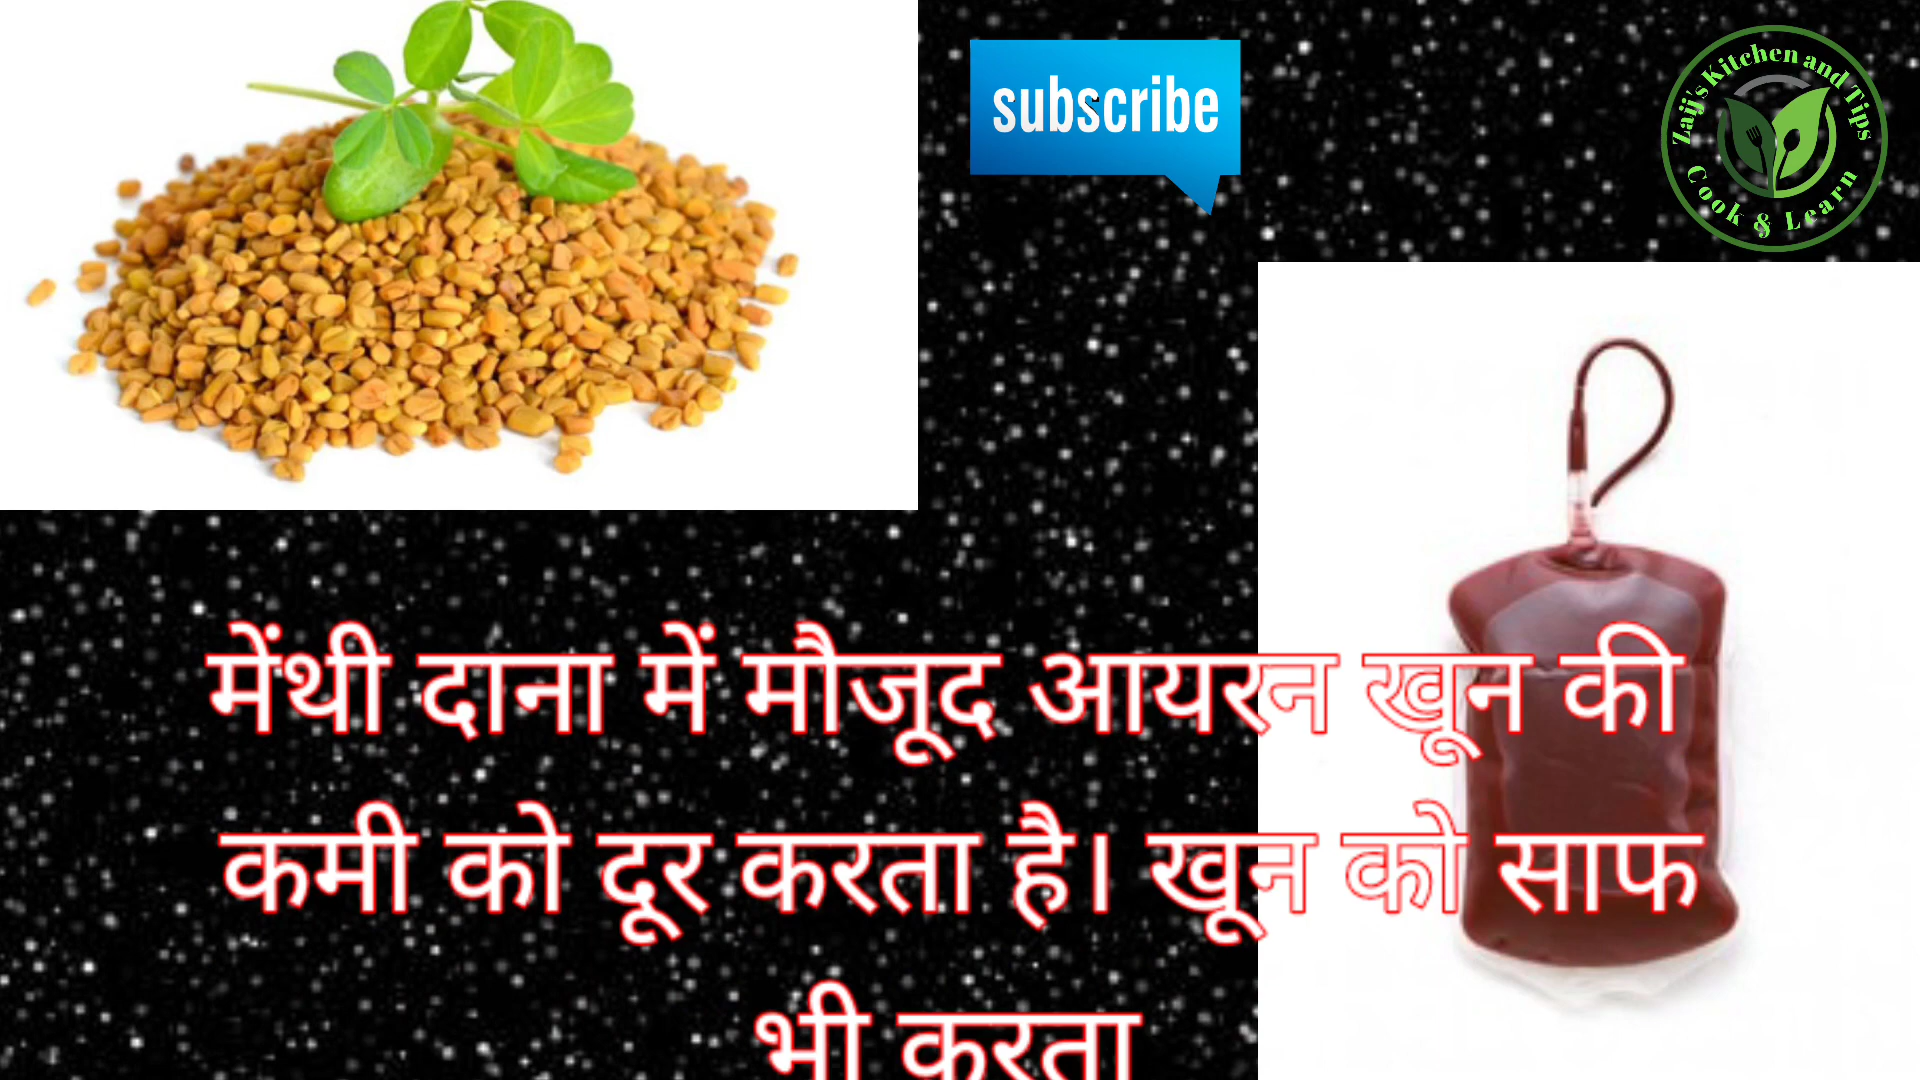 subscribe
Zaij's Kitchen and Tips
Cook & Learn
मेंथी दाना में मौजूद आयरन खून की
कमी को दूर करता है। खून को साफ
भी करता